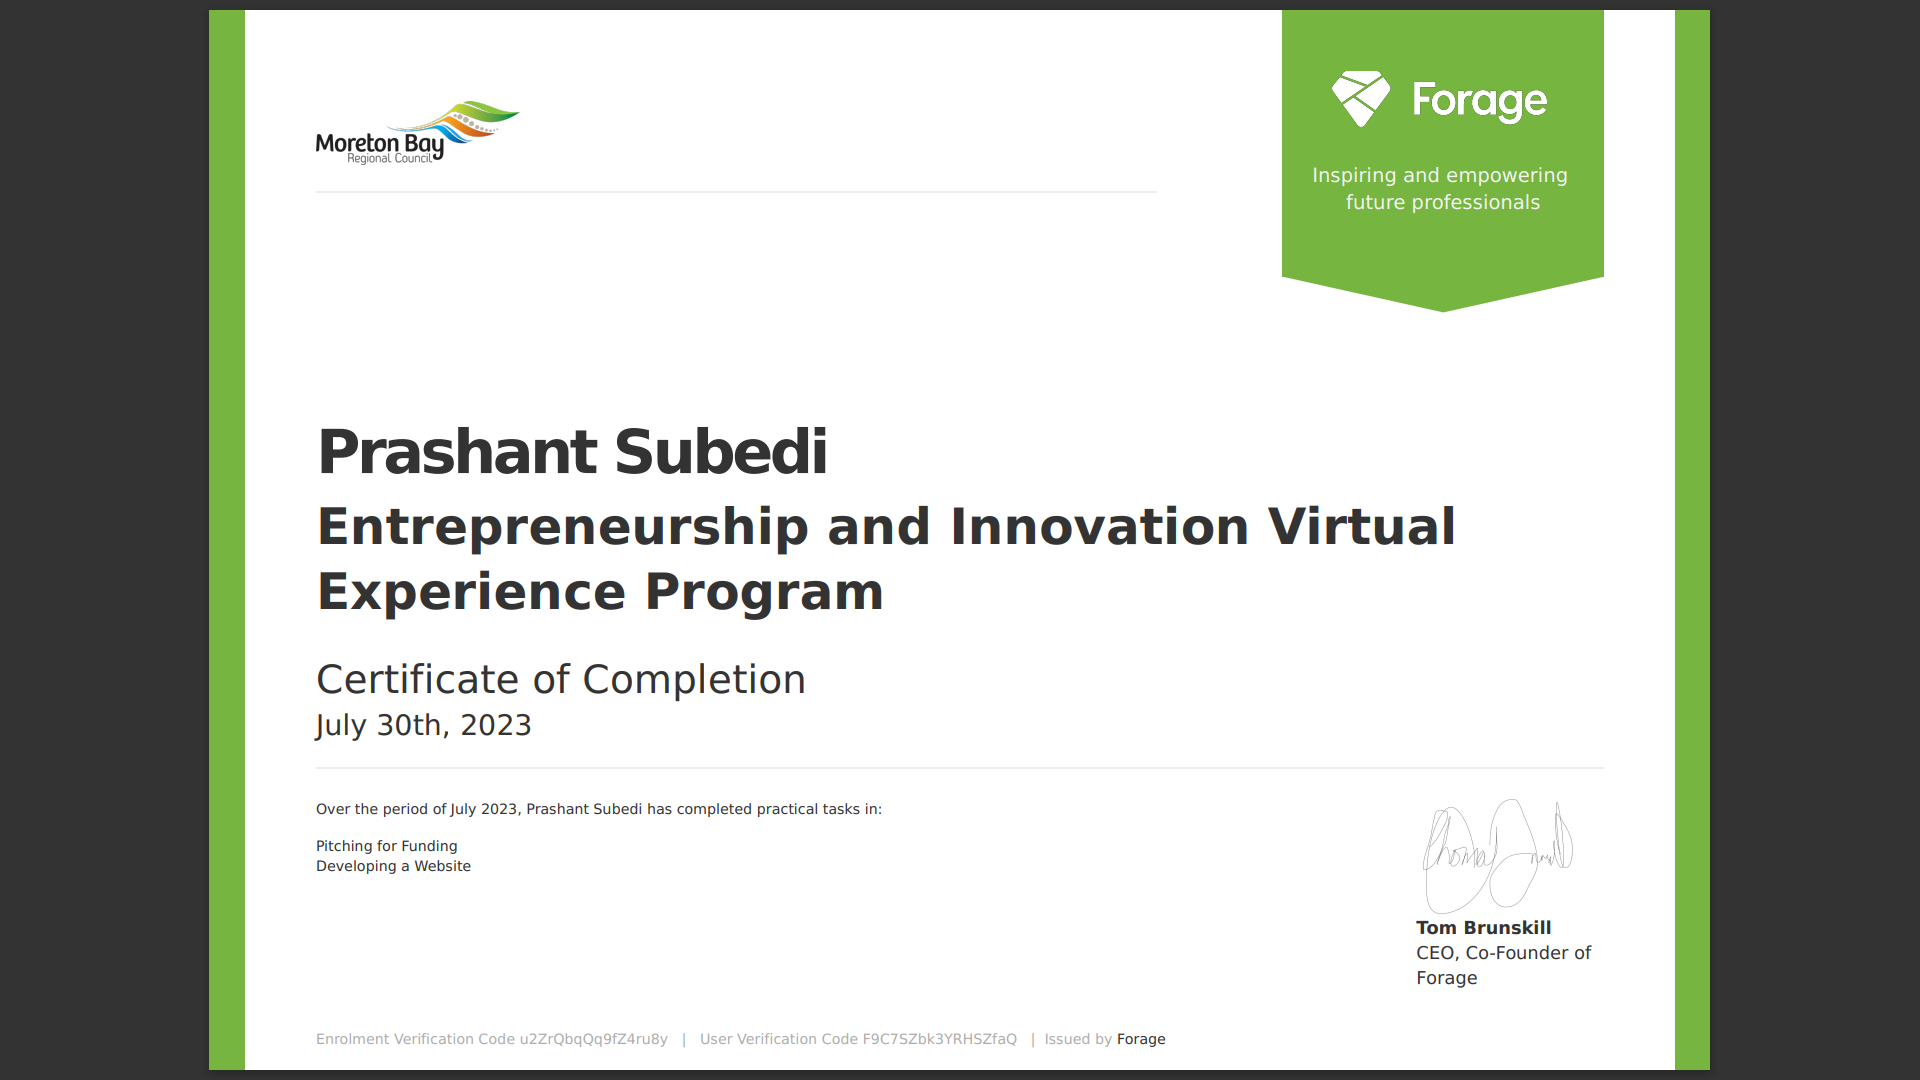 Moreton Bay
Regional Council
Forage
Inspiring and empowering
future professionals
Prashant Subedi
Entrepreneurship and Innovation Virtual
Experience Program
Certificate of Completion
July 30th, 2023
Over the period of July 2023, Prashant Subedi has completed practical tasks in:
Pitching for Funding
Developing a Website
Tom Brunskill
CEO, Co-Founder of
Forage
Enrolment Verification Code u2ZrQbqQq9fZ4ru8y | User Verification Code F9C7SZbk3YRHSZfaQ | Issued by Forage